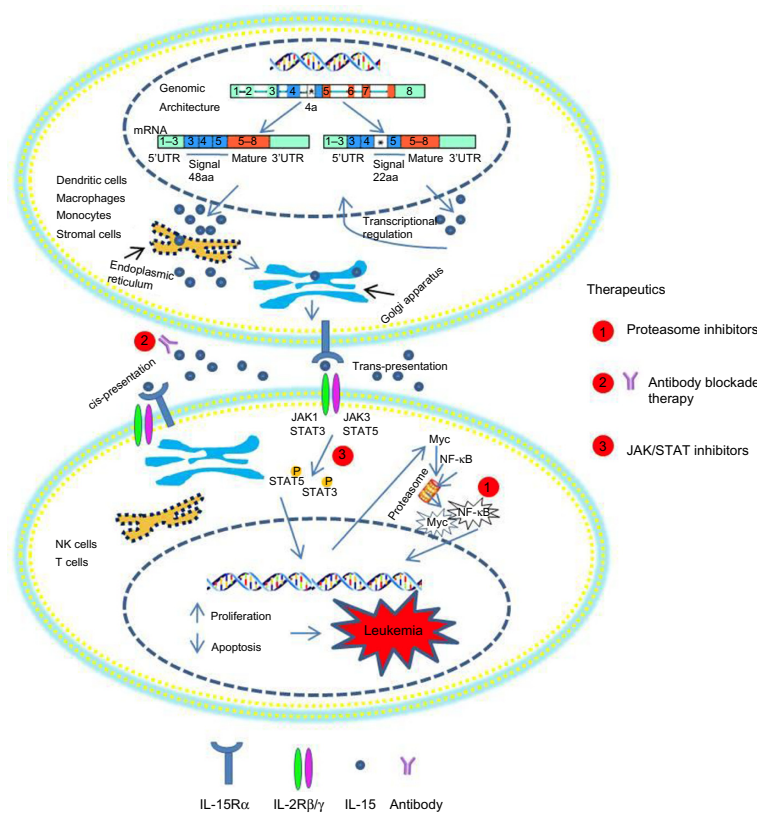 Genomic
Architecture
1 2 3 4 * 5 6 7 8
4a
mRNA
1–3 3 4 5 5–8
1–3 3 4 * 5 5–8
5'UTR Signal Mature 3'UTR
48aa
5'UTR Signal Mature 3'UTR
22aa
Dendritic cells
Macrophages
Monocytes
Stromal cells
Transcriptional
regulation
Endoplasmic
reticulum
Golgi apparatus
2
cis-presentation
Trans-presentation
JAK1
STAT3
JAK3
STAT5
3
P
STAT5
P
STAT3
Myc
NF-κB
Proteasome
1
Myc
NF-κB
NK cells
T cells
Proliferation
Apoptosis
Leukemia
Therapeutics
1 Proteasome inhibitors
2 Antibody blockade
therapy
3 JAK/STAT inhibitors
IL-15Rα IL-2Rβ/γ IL-15 Antibody